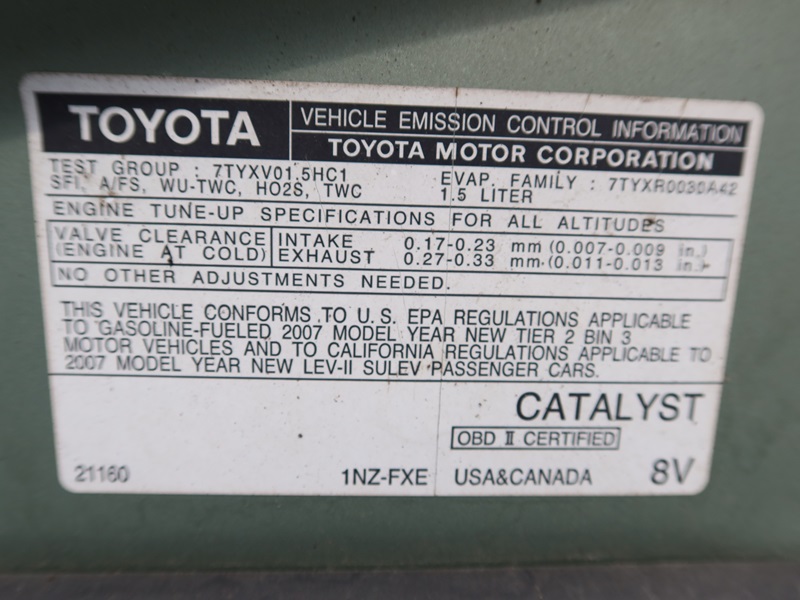 TOYOTA
VEHICLE EMISSION CONTROL INFORMATION
TOYOTA MOTOR CORPORATION
TEST GROUP : 7TYXV01.5HC1 EVAP. FAMILY : 7TYXR0030A42
SFI, A/FS, WU-TWC, HO2S, TWC 1.5 LITER
ENGINE TUNE-UP SPECIFICATIONS FOR ALL ALTITUDES
VALVE CLEARANCE INTAKE 0.17-0.23 mm (0.007-0.009 in.)
(ENGINE AT COLD) EXHAUST 0.27-0.33 mm (0.011-0.013 in.)
NO OTHER ADJUSTMENTS NEEDED.
THIS VEHICLE CONFORMS TO U.S. EPA REGULATIONS APPLICABLE
TO GASOLINE-FUELED 2007 MODEL YEAR NEW TIER 2 BIN 3
MOTOR VEHICLES AND TO CALIFORNIA REGULATIONS APPLICABLE TO
2007 MODEL YEAR NEW LEV-II SULEV PASSENGER CARS.
CATALYST
OBD II CERTIFIED
21160 1NZ-FXE USA&CANADA 8V